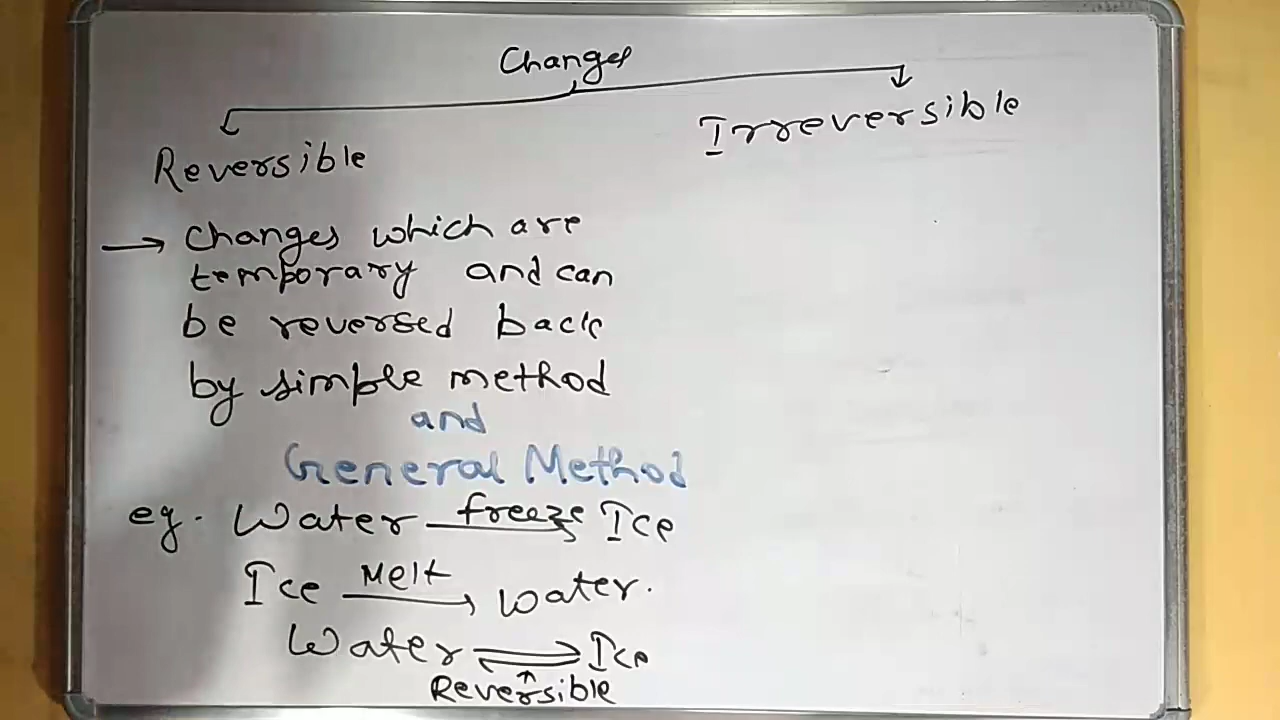 Changes
Reversible
Irreversible
→ Changes which are
temporary and can
be reversed back
by simple method
and
General Method
eg. Water freeze→ Ice
Ice Melt→ water.
Water ⇌ Ice
↑
Reversible